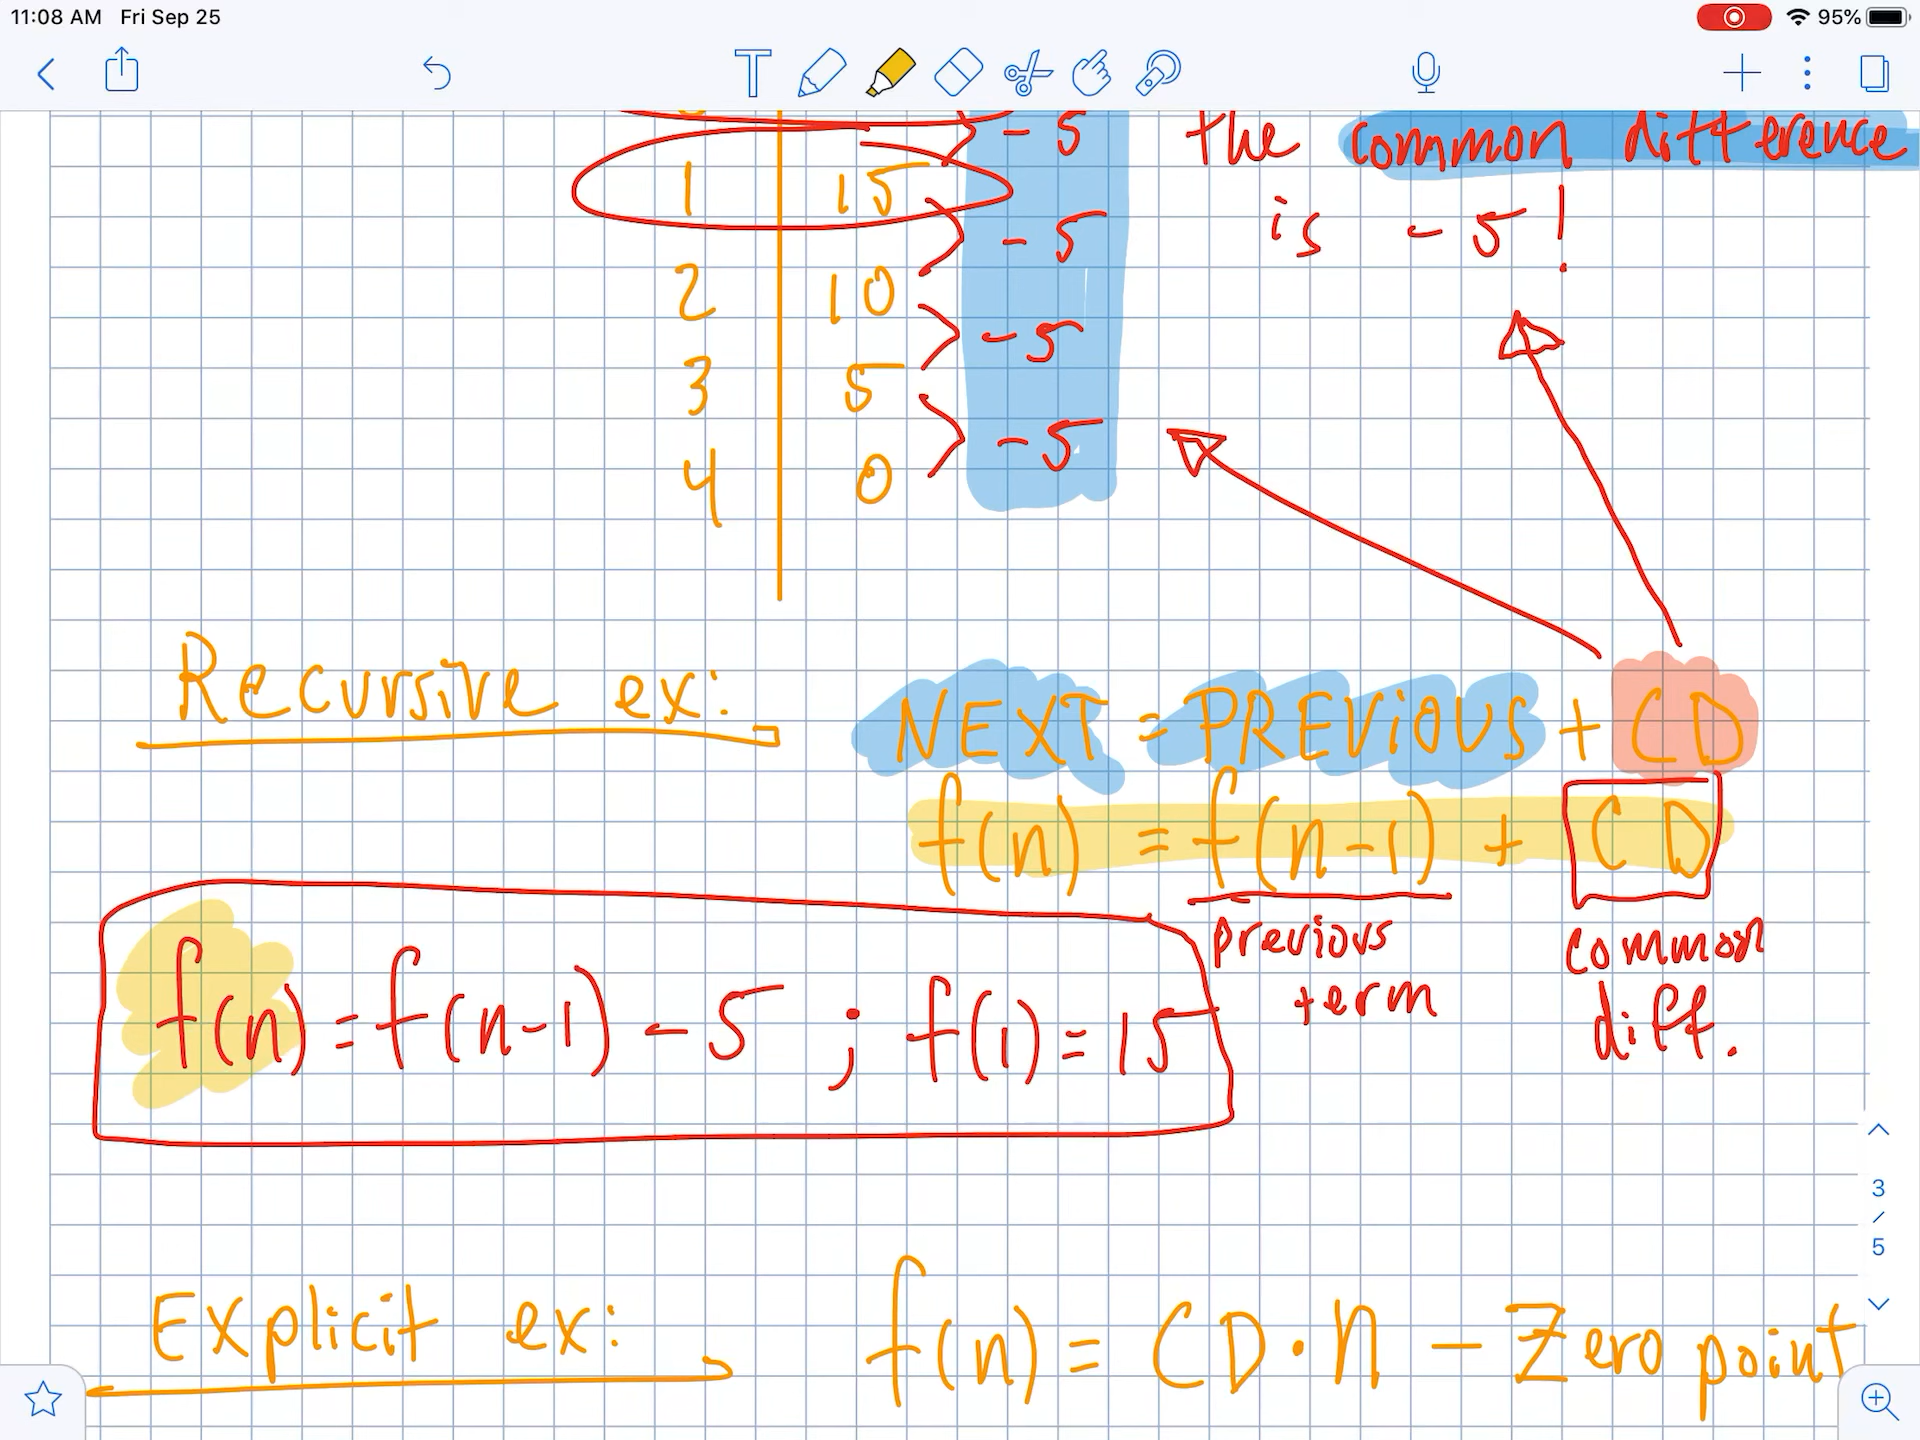 11:08 AM Fri Sep 25
95%
T
- 5 the common difference
1 15
- 5 is - 5!
2 10
- 5
3 5
- 5
4 0
Recursive ex: NEXT = PREViOUS + CD
f(n) = f(n-1) + CD
previous common
term diff.
f(n) = f(n-1) - 5 ; f(1) = 15
3
/
5
Explicit ex: f(n) = CD · n - Zero point